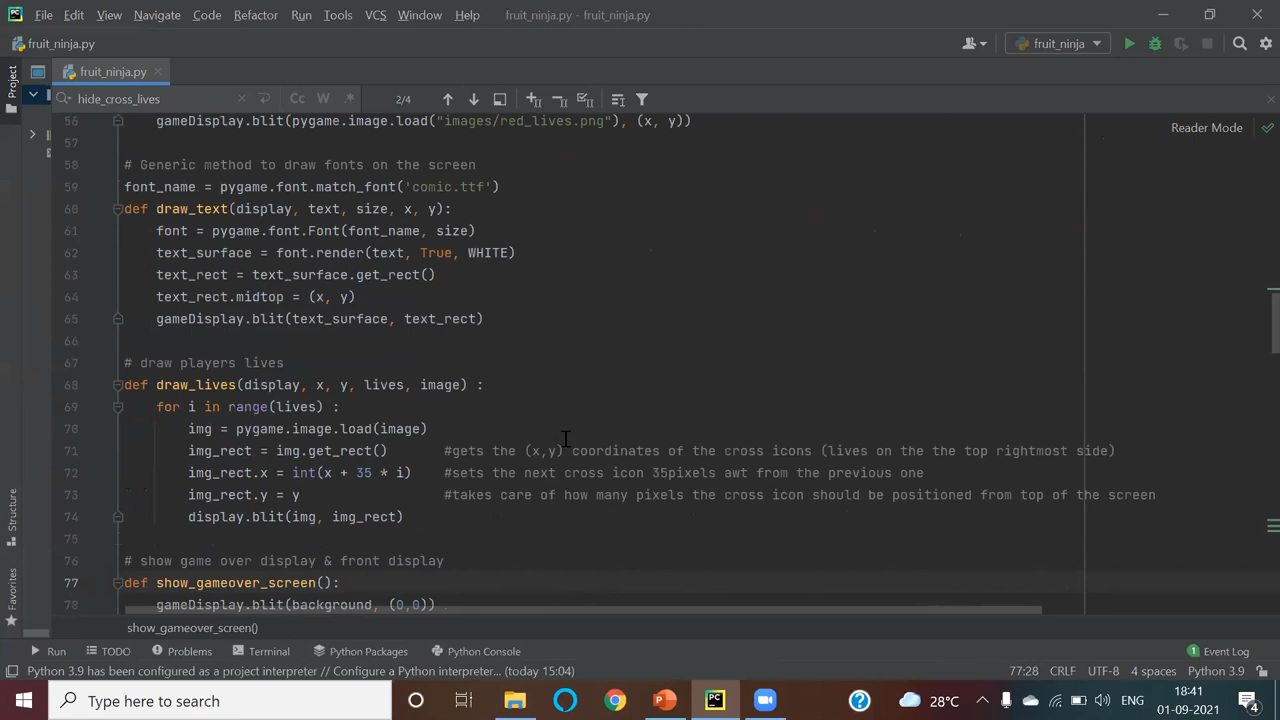 File Edit View Navigate Code Refactor Run Tools VCS Window Help fruit_ninja.py - fruit_ninja.py
fruit_ninja.py fruit_ninja
Project fruit_ninja.py
hide_cross_lives Cc W .* 2/4
Reader Mode
56 gameDisplay.blit(pygame.image.load("images/red_lives.png"), (x, y))
57
58 # Generic method to draw fonts on the screen
59 font_name = pygame.font.match_font('comic.ttf')
60 def draw_text(display, text, size, x, y):
61 font = pygame.font.Font(font_name, size)
62 text_surface = font.render(text, True, WHITE)
63 text_rect = text_surface.get_rect()
64 text_rect.midtop = (x, y)
65 gameDisplay.blit(text_surface, text_rect)
66
67 # draw players lives
68 def draw_lives(display, x, y, lives, image) :
69 for i in range(lives) :
70 img = pygame.image.load(image)
71 img_rect = img.get_rect() #gets the (x,y) coordinates of the cross icons (lives on the the top rightmost side)
72 img_rect.x = int(x + 35 * i) #sets the next cross icon 35pixels awt from the previous one
73 img_rect.y = y #takes care of how many pixels the cross icon should be positioned from top of the screen
74 display.blit(img, img_rect)
75
76 # show game over display & front display
77 def show_gameover_screen():
78 gameDisplay.blit(background, (0,0))
Structure
Favorites
show_gameover_screen()
Run TODO Problems Terminal Python Packages Python Console 1 Event Log
Python 3.9 has been configured as a project interpreter // Configure a Python interpreter... (today 15:04) 77:28 CRLF UTF-8 4 spaces Python 3.9
Type here to search 28°C ENG 18:41
01-09-2021 4